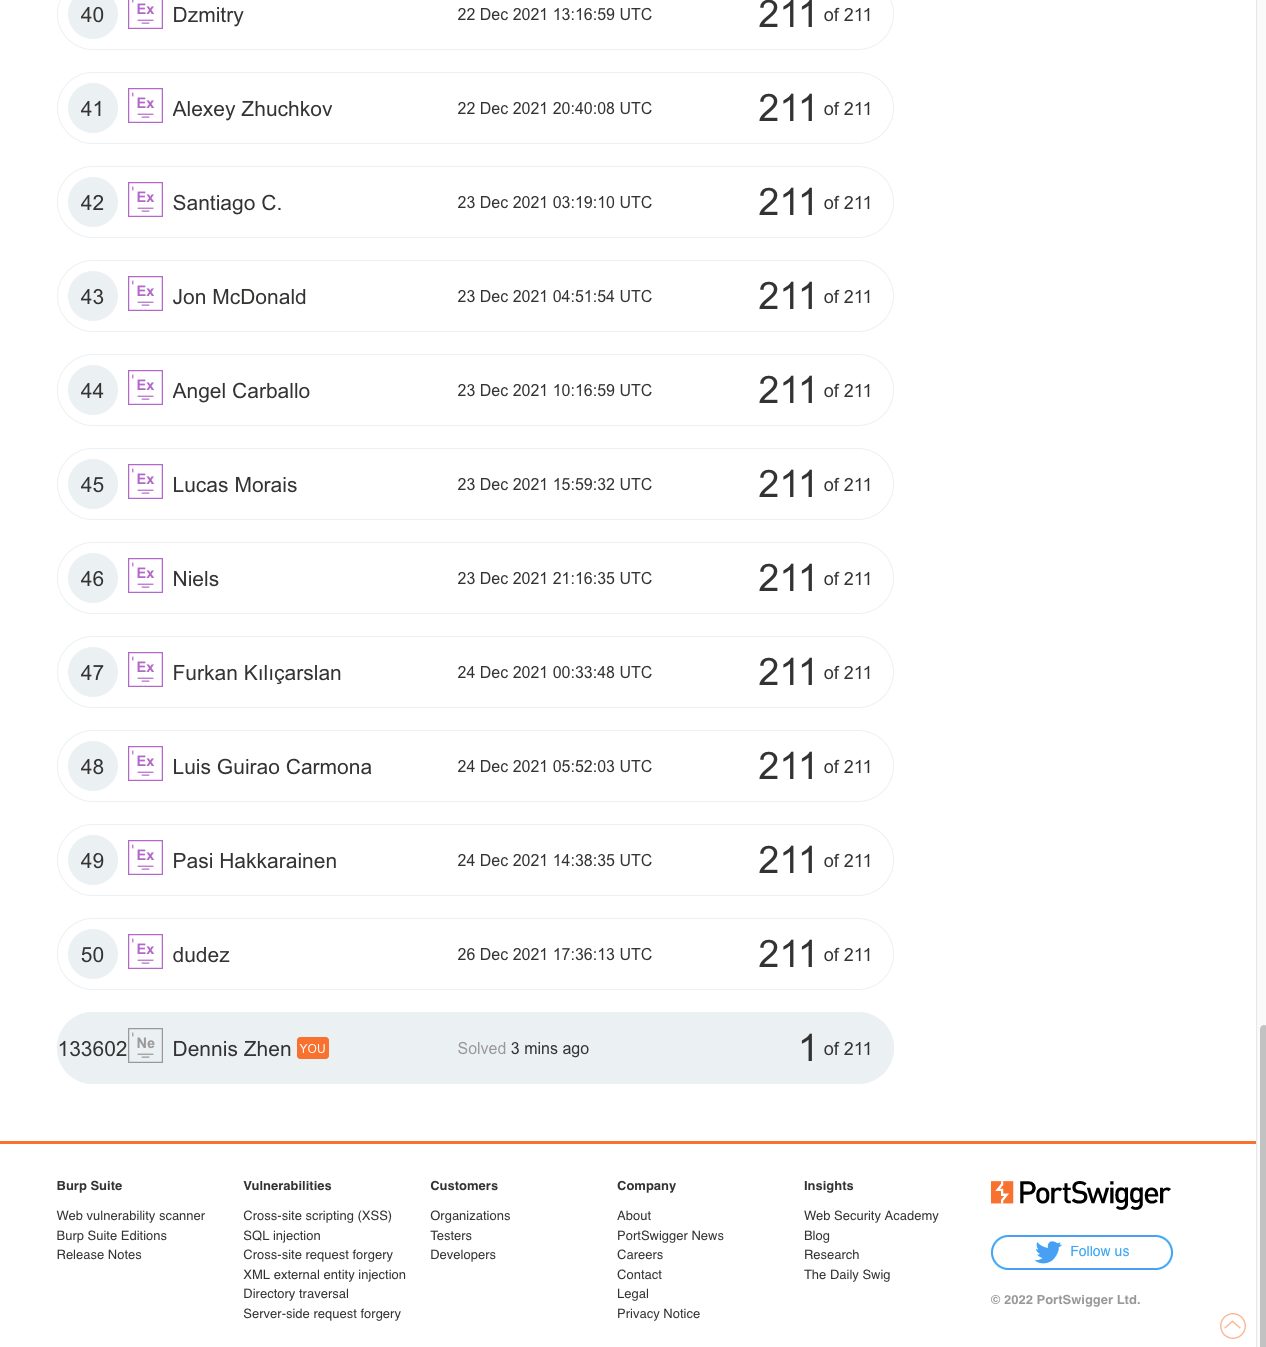 40 Ex Dzmitry 22 Dec 2021 13:16:59 UTC 211 of 211
41 Ex Alexey Zhuchkov 22 Dec 2021 20:40:08 UTC 211 of 211
42 Ex Santiago C. 23 Dec 2021 03:19:10 UTC 211 of 211
43 Ex Jon McDonald 23 Dec 2021 04:51:54 UTC 211 of 211
44 Ex Angel Carballo 23 Dec 2021 10:16:59 UTC 211 of 211
45 Ex Lucas Morais 23 Dec 2021 15:59:32 UTC 211 of 211
46 Ex Niels 23 Dec 2021 21:16:35 UTC 211 of 211
47 Ex Furkan Kılıçarslan 24 Dec 2021 00:33:48 UTC 211 of 211
48 Ex Luis Guirao Carmona 24 Dec 2021 05:52:03 UTC 211 of 211
49 Ex Pasi Hakkarainen 24 Dec 2021 14:38:35 UTC 211 of 211
50 Ex dudez 26 Dec 2021 17:36:13 UTC 211 of 211
133602 Ne Dennis Zhen YOU Solved 3 mins ago 1 of 211
Burp Suite
Web vulnerability scanner
Burp Suite Editions
Release Notes
Vulnerabilities
Cross-site scripting (XSS)
SQL injection
Cross-site request forgery
XML external entity injection
Directory traversal
Server-side request forgery
Customers
Organizations
Testers
Developers
Company
About
PortSwigger News
Careers
Contact
Legal
Privacy Notice
Insights
Web Security Academy
Blog
Research
The Daily Swig
PortSwigger
Follow us
© 2022 PortSwigger Ltd.